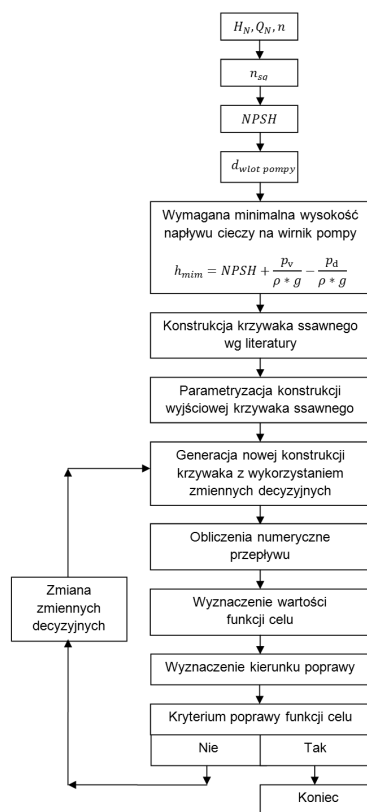 H_N, Q_N, n
n_sq
NPSH
d_wlot pompy
Wymagana minimalna wysokość
napływu cieczy na wirnik pompy
h_mim = NPSH + p_v/(ρ * g) − p_d/(ρ * g)
Konstrukcja krzywaka ssawnego
wg literatury
Parametryzacja konstrukcji
wyjściowej krzywaka ssawnego
Generacja nowej konstrukcji
krzywaka z wykorzystaniem
zmiennych decyzyjnych
Obliczenia numeryczne
przepływu
Zmiana
zmiennych
decyzyjnych
Wyznaczenie wartości
funkcji celu
Wyznaczenie kierunku poprawy
Kryterium poprawy funkcji celu
Nie Tak
Koniec